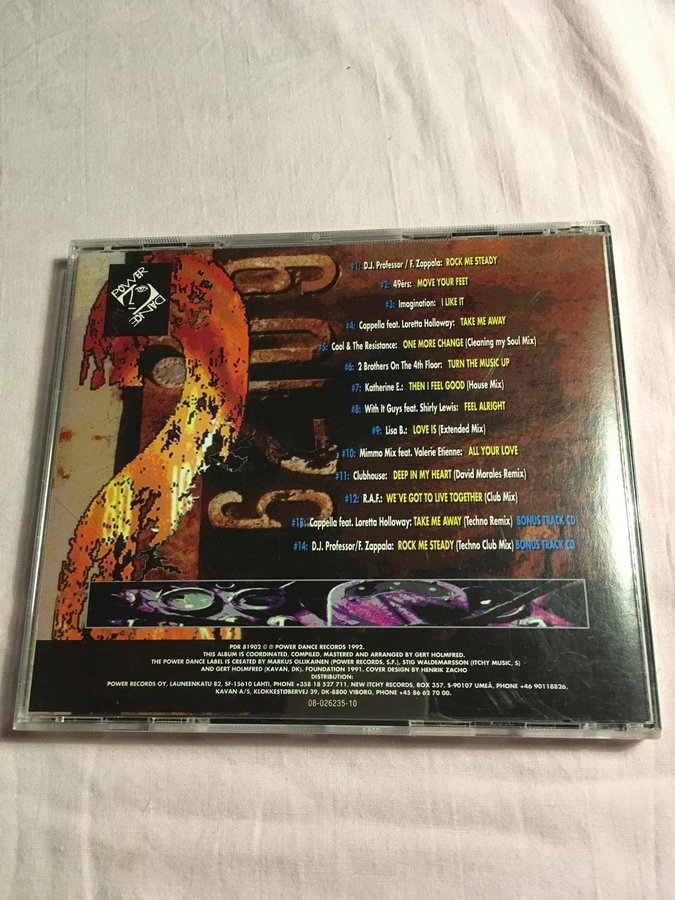 POWER
DANCE
#1: D.J. Professor / F. Zappala: ROCK ME STEADY
#2: 49érs: MOVE YOUR FEET
#3: Imagination: I LIKE IT
#4: Cappella feat. Loretta Holloway: TAKE ME AWAY
#5: Cool & The Resistance: ONE MORE CHANGE (Cleaning my Soul Mix)
#6: 2 Brothers On The 4th Floor: TURN THE MUSIC UP
#7: Katherine E.: THEN I FEEL GOOD (House Mix)
#8: With It Guys feat. Shirly Lewis: FEEL ALRIGHT
#9: Lisa B.: LOVE IS (Extended Mix)
#10: Mimmo Mix feat. Valerie Etienne: ALL YOUR LOVE
#11: Clubhouse: DEEP IN MY HEART (David Morales Remix)
#12: R.A.F.: WE'VE GOT TO LIVE TOGETHER (Club Mix)
#13: Cappella feat. Loretta Holloway: TAKE ME AWAY (Techno Remix) BONUS TRACK CD
#14: D.J. Professor/F. Zappala: ROCK ME STEADY (Techno Club Mix) BONUS TRACK CD
PDR 81902 © ℗ POWER DANCE RECORDS 1992.
THIS ALBUM IS COORDINATED, COMPILED, MASTERED AND ARRANGED BY GERT HOLMFRED.
THE POWER DANCE LABEL IS CREATED BY MARKUS OLLIKAINEN (POWER RECORDS, S.F.), STIG WALDEMARSSON (ITCHY MUSIC, S)
AND GERT HOLMFRED (KAVAN, DK). FOUNDATION 1991. COVER DESIGN BY HENRIK ZACHO
DISTRIBUTION:
POWER RECORDS OY, LAUNEENKATU 82, SF-15610 LAHTI, PHONE +358 18 527 711, NEW ITCHY RECORDS, BOX 357, S-90107 UMEÅ, PHONE +46 90118826,
KAVAN A/S, KLOKKESTØBERVEJ 39, DK-8800 VIBORG, PHONE +45 86 62 70 00.
08-026235-10